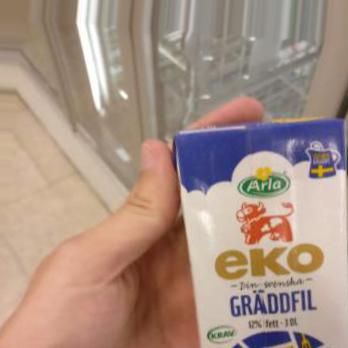 Arla
eko
Din svenska
GRÄDDFIL
12% fett - 3 DL
KRAV